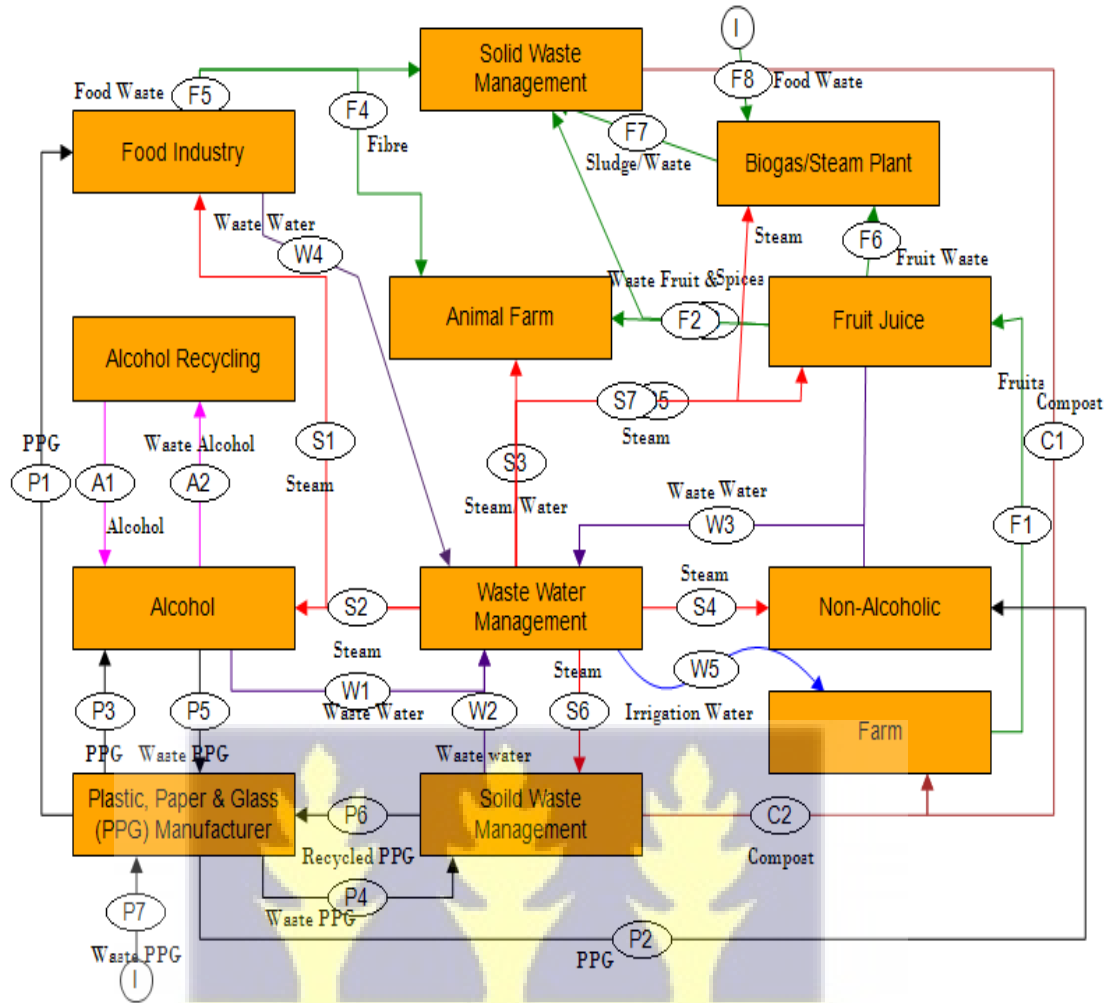 I
Solid Waste
Management
F8
Food Waste
Food Waste
F5
F4
F7
Fibre
Sludge/Waste
Food Industry
Biogas/Steam Plant
Waste Water
W4
Steam
F6
Fruit Waste
Waste Fruit & Spices
Animal Farm
F2
Fruit Juice
Alcohol Recycling
Fruits
Compost
S7
Steam
PPG
Waste Alcohol
S1
C1
P1
A1
A2
Steam
S3
Steam/Water
Waste Water
W3
F1
Alcohol
Alcohol
S2
Waste Water
Management
Steam
S4
Non-Alcoholic
Steam
Steam
W5
P3
P5
W1
Waste Water
W2
S6
Irrigation Water
Farm
PPG
Waste PPG
Waste water
Plastic, Paper & Glass
(PPG) Manufacturer
P6
Recycled PPG
Solid Waste
Management
C2
Compost
P4
Waste PPG
P7
Waste PPG
P2
PPG
I